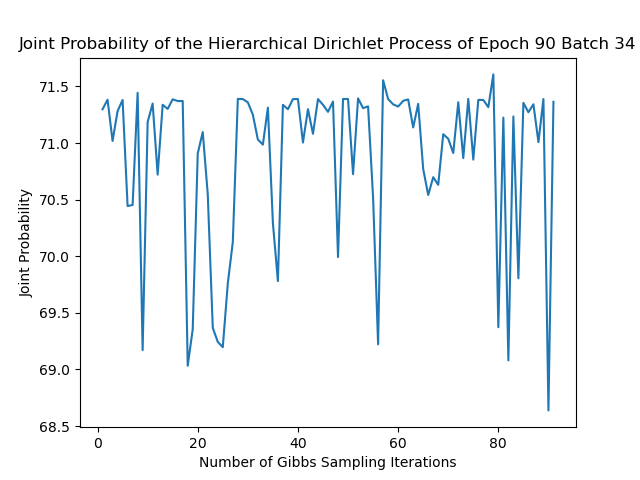 Joint Probability of the Hierarchical Dirichlet Process of Epoch 90 Batch 34
71.5
71.0
70.5
70.0
69.5
69.0
68.5
Joint Probability
0 20 40 60 80
Number of Gibbs Sampling Iterations